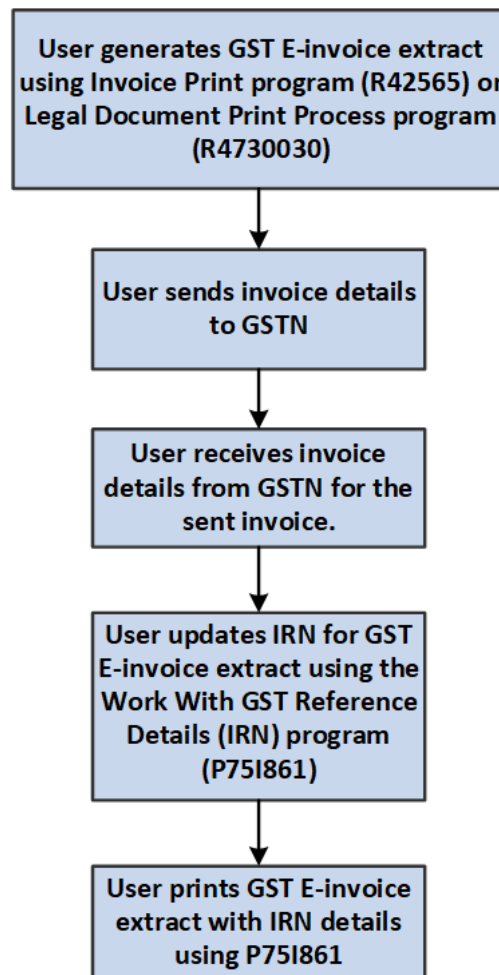 User generates GST E-invoice extract
using Invoice Print program (R42565) or
Legal Document Print Process program
(R4730030)
User sends invoice details
to GSTN
User receives invoice
details from GSTN for the
sent invoice.
User updates IRN for GST
E-invoice extract using the
Work With GST Reference
Details (IRN) program
(P75I861)
User prints GST E-invoice
extract with IRN details
using P75I861